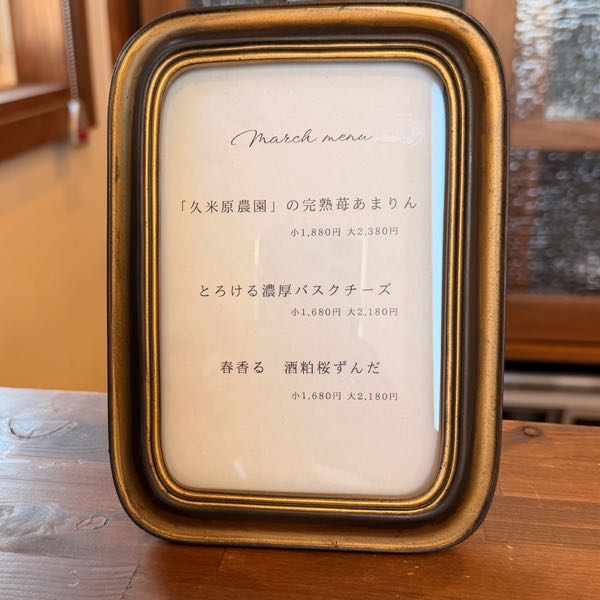 March menu
「久米原農園」の完熟苺あまりん
小1,880円 大2,380円
とろける濃厚バスクチーズ
小1,680円 大2,180円
春香る 酒粕桜ずんだ
小1,680円 大2,180円